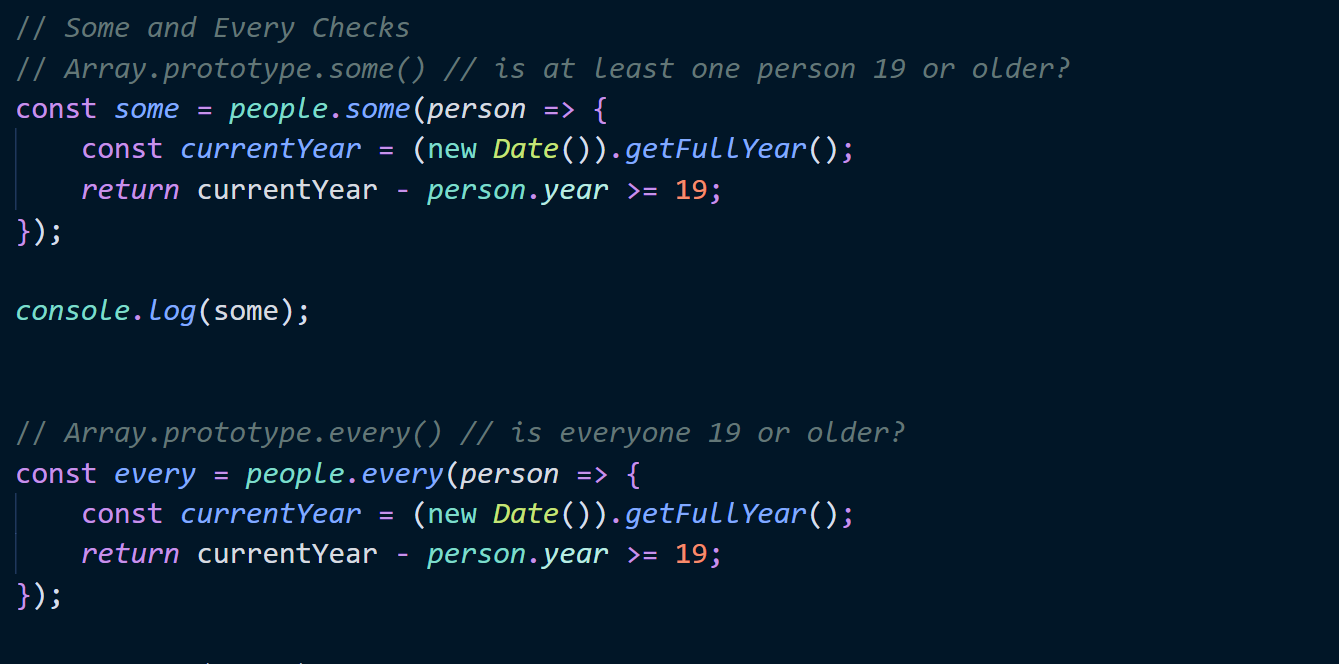 // Some and Every Checks
// Array.prototype.some() // is at least one person 19 or older?
const some = people.some(person => {
    const currentYear = (new Date()).getFullYear();
    return currentYear - person.year >= 19;
});
console.log(some);
// Array.prototype.every() // is everyone 19 or older?
const every = people.every(person => {
    const currentYear = (new Date()).getFullYear();
    return currentYear - person.year >= 19;
});